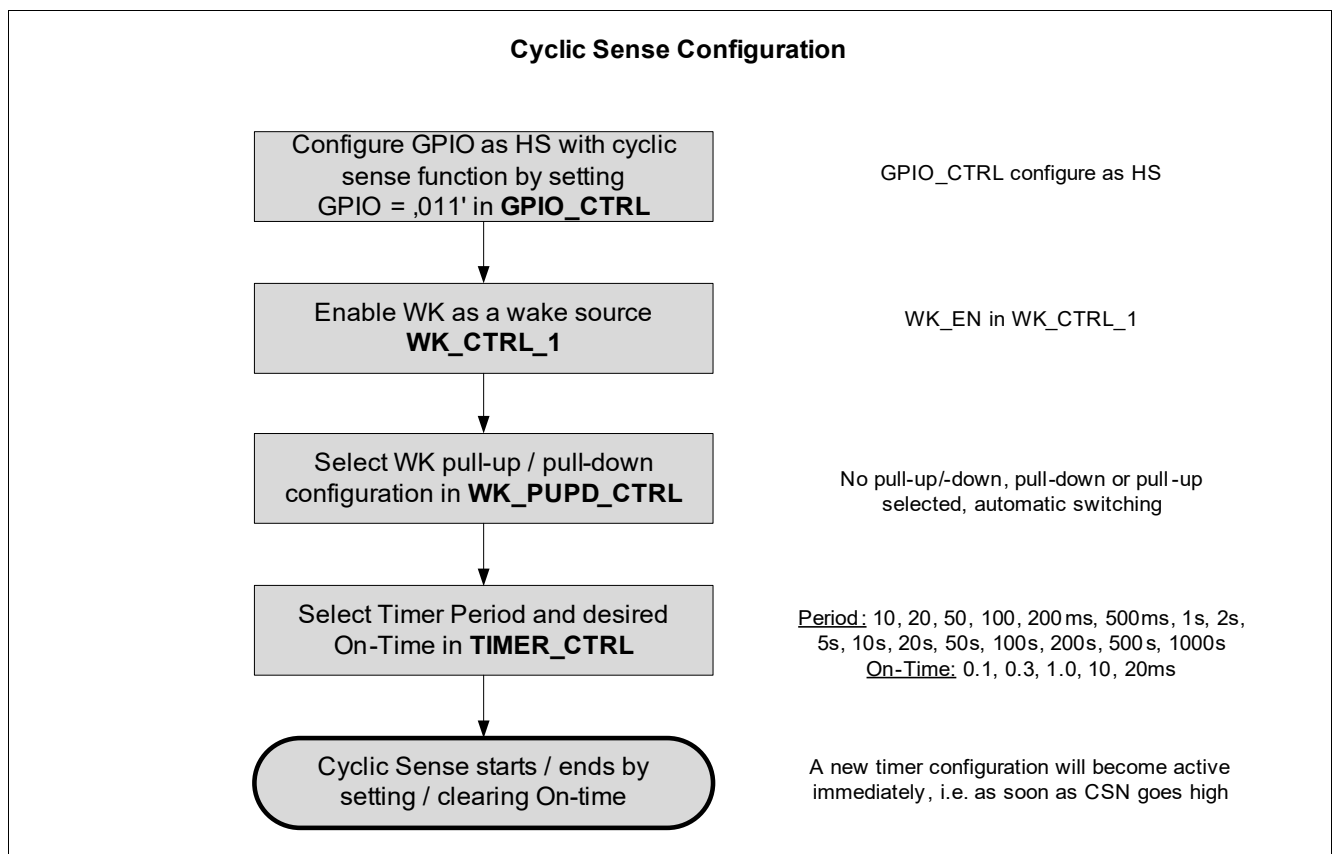 Cyclic Sense Configuration
Configure GPIO as HS with cyclic
sense function by setting
GPIO = ‚011' in GPIO_CTRL
GPIO_CTRL configure as HS
Enable WK as a wake source
WK_CTRL_1
WK_EN in WK_CTRL_1
Select WK pull-up / pull-down
configuration in WK_PUPD_CTRL
No pull-up/-down, pull-down or pull-up
selected, automatic switching
Select Timer Period and desired
On-Time in TIMER_CTRL
Period: 10, 20, 50, 100, 200ms, 500ms, 1s, 2s,
5s, 10s, 20s, 50s, 100s, 200s, 500s, 1000s
On-Time: 0.1, 0.3, 1.0, 10, 20ms
Cyclic Sense starts / ends by
setting / clearing On-time
A new timer configuration will become active
immediately, i.e. as soon as CSN goes high